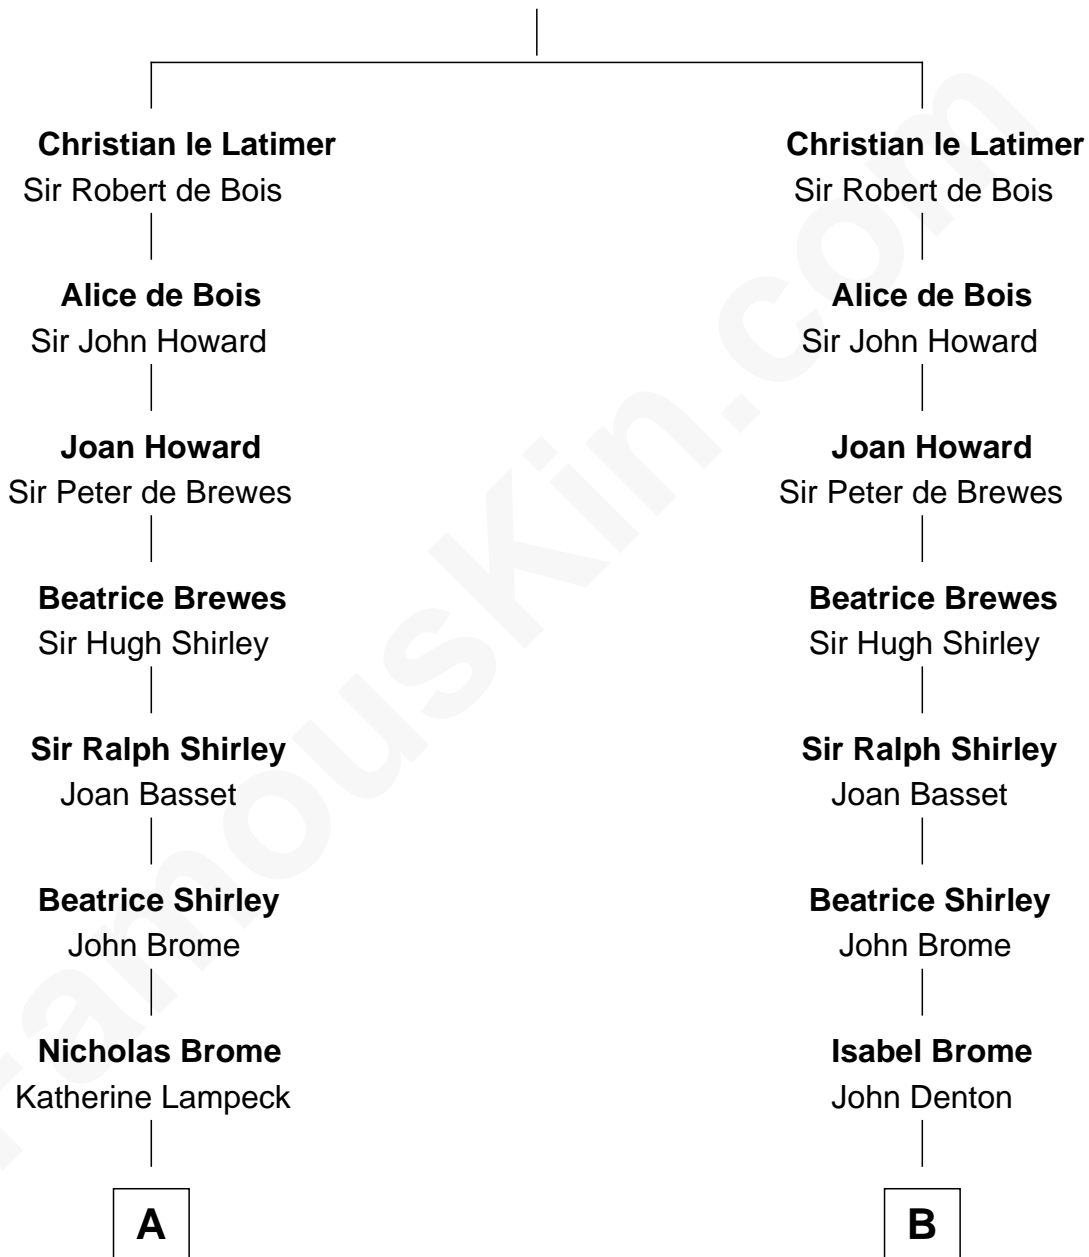 Christian le Latimer
Sir Robert de Bois
Alice de Bois
Sir John Howard
Joan Howard
Sir Peter de Brewes
Beatrice Brewes
Sir Hugh Shirley
Sir Ralph Shirley
Joan Basset
Beatrice Shirley
John Brome
Nicholas Brome
Katherine Lampeck
A
Christian le Latimer
Sir Robert de Bois
Alice de Bois
Sir John Howard
Joan Howard
Sir Peter de Brewes
Beatrice Brewes
Sir Hugh Shirley
Sir Ralph Shirley
Joan Basset
Beatrice Shirley
John Brome
Isabel Brome
John Denton
B
FamousKin.com